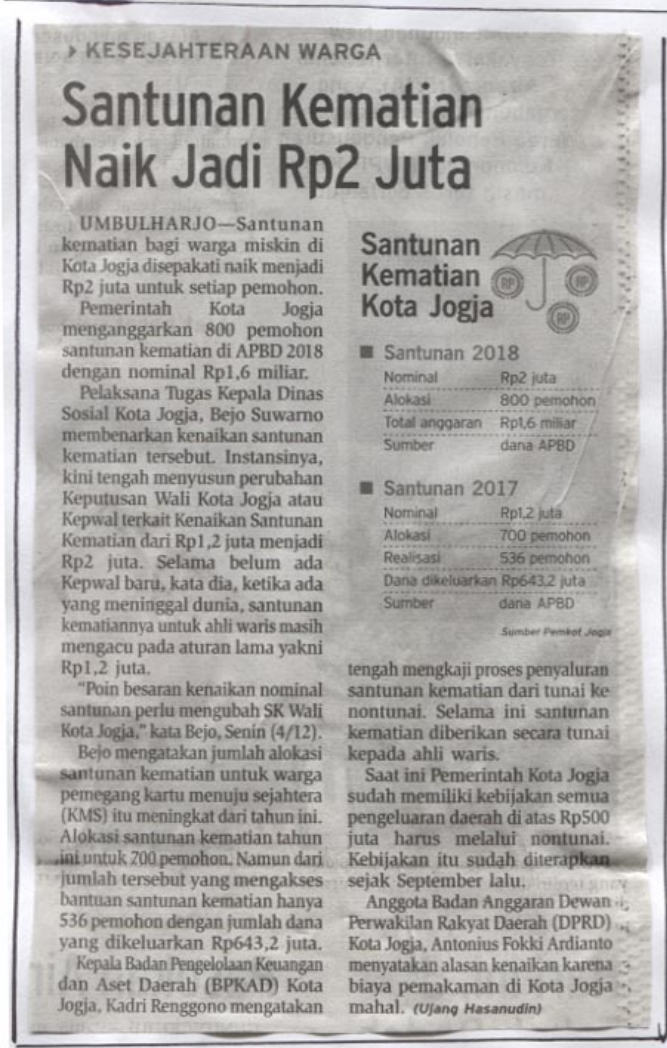 KESEJAHTERAAN WARGA
Santunan Kematian
Naik Jadi Rp2 Juta
UMBULHARJO—Santunan
kematian bagi warga miskin di
Kota Jogja disepakati naik menjadi
Rp2 juta untuk setiap pemohon.
Pemerintah Kota Jogja
menganggarkan 800 pemohon
santunan kematian di APBD 2018
dengan nominal Rp1,6 miliar.
Pelaksana Tugas Kepala Dinas
Sosial Kota Jogja, Bejo Suwarno
membenarkan kenaikan santunan
kematian tersebut. Instansinya,
kini tengah menyusun perubahan
Keputusan Wali Kota Jogja atau
Kepwal terkait Kenaikan Santunan
Kematian dari Rp1,2 juta menjadi
Rp2 juta. Selama belum ada
Kepwal baru, kata dia, ketika ada
yang meninggal dunia, santunan
kematiannya untuk ahli waris masih
mengacu pada aturan lama yakni
Rp1,2 juta.
"Poin besaran kenaikan nominal
santunan perlu mengubah SK Wali
Kota Jogja," kata Bejo, Senin (4/12).
Bejo mengatakan jumlah alokasi
santunan kematian untuk warga
pemegang kartu menuju sejahtera
(KMS) itu meningkat dari tahun ini.
Alokasi santunan kematian tahun
ini untuk 700 pemohon. Namun dari
jumlah tersebut yang mengakses
bantuan santunan kematian hanya
536 pemohon dengan jumlah dana
yang dikeluarkan Rp643,2 juta.
Kepala Badan Pengelolaan Keuangan
dan Aset Daerah (BPKAD) Kota
Jogja, Kadri Renggono mengatakan
Santunan
Kematian
Kota Jogja
RP
RP
RP
Santunan 2018
Nominal Rp2 juta
Alokasi 800 pemohon
Total anggaran Rp1,6 miliar
Sumber dana APBD
Santunan 2017
Nominal Rp1,2 juta
Alokasi 700 pemohon
Realisasi 536 pemohon
Dana dikeluarkan Rp643,2 juta
Sumber dana APBD
Sumber Pemkot Jogja
tengah mengkaji proses penyaluran
santunan kematian dari tunai ke
nontunai. Selama ini santunan
kematian diberikan secara tunai
kepada ahli waris.
Saat ini Pemerintah Kota Jogja
sudah memiliki kebijakan semua
pengeluaran daerah di atas Rp500
juta harus melalui nontunai.
Kebijakan itu sudah diterapkan
sejak September lalu.
Anggota Badan Anggaran Dewan
Perwakilan Rakyat Daerah (DPRD)
Kota Jogja, Antonius Fokki Ardianto
menyatakan alasan kenaikan karena
biaya pemakaman di Kota Jogja
mahal. (Ujang Hasanudin)